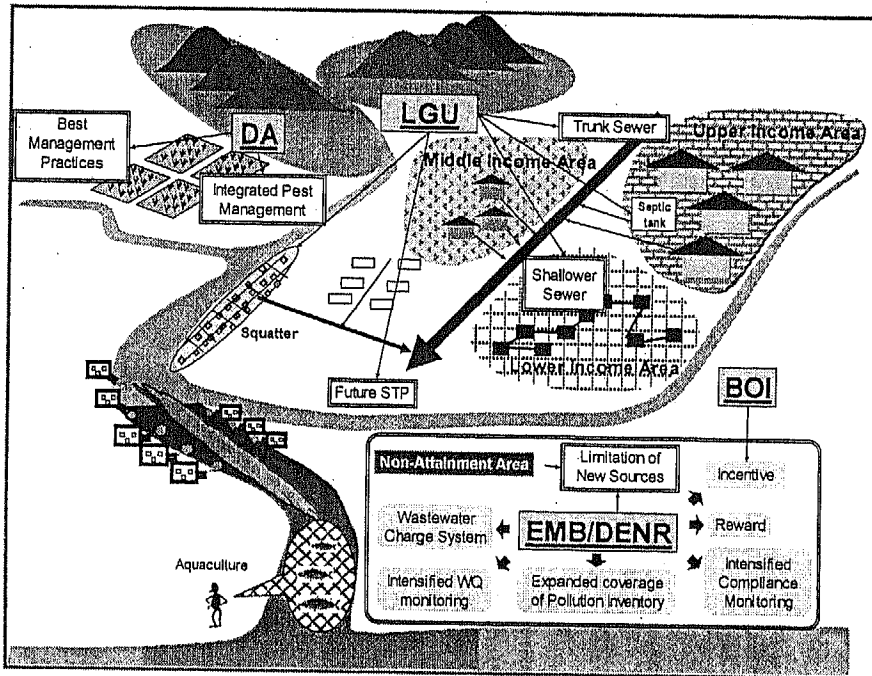 Best
Management
Practices
DA
LGU
Trunk Sewer
Upper Income Area
Middle Income Area
Integrated Pest
Management
Septic
tank
Shallower
Sewer
Squatter
Lower Income Area
Future STP
BOI
Non-Attainment Area
Limitation of
New Sources
Incentive
Wastewater
Charge System
EMB/DENR
Reward
Aquaculture
Intensified WQ
monitoring
Expanded coverage
of Pollution Inventory
Intensified
Compliance
Monitoring